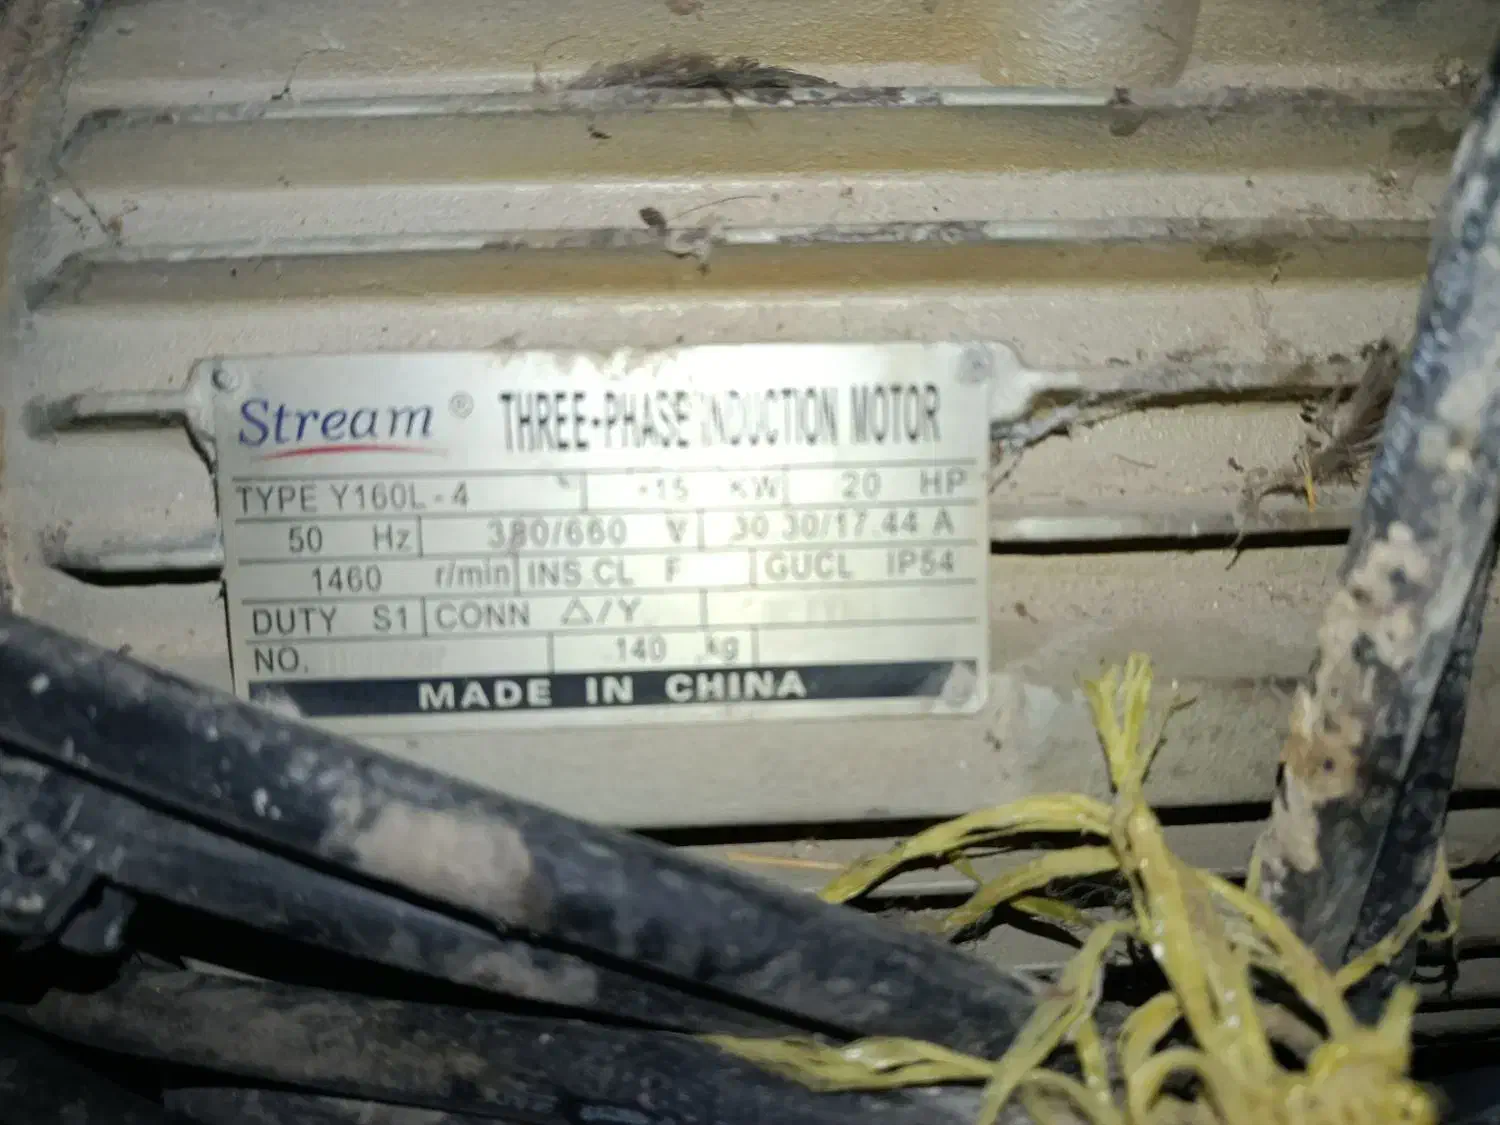 Stream ® THREE-PHASE INDUCTION MOTOR
TYPE Y160L-4 15 KW 20 HP
50 Hz 380/660 V 30.30/17.44 A
1460 r/min INS.CL F GUCL IP54
DUTY S1 CONN △/Y
NO. 140 kg
MADE IN CHINA